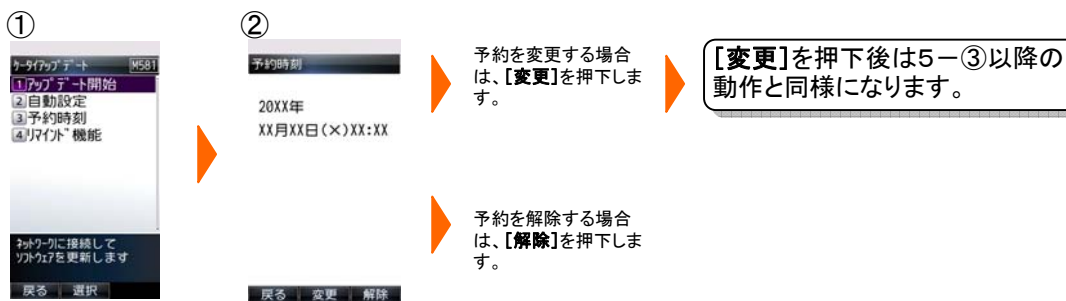 ①
ｹｰﾀｲｱｯﾌﾟﾃﾞｰﾄ M581
1ｱｯﾌﾟﾃﾞｰﾄ開始
2自動設定
3予約時刻
4ﾘﾏｲﾝﾄﾞ機能
ﾈｯﾄﾜｰｸに接続して
ｿﾌﾄｳｪｱを更新します
戻る 選択
②
予約時刻
20XX年
XX月XX日(×)XX:XX
戻る 変更 解除
予約を変更する場合
は、[変更]を押下しま
す。
予約を解除する場合
は、[解除]を押下しま
す。
[変更]を押下後は５－③以降の
動作と同様になります。